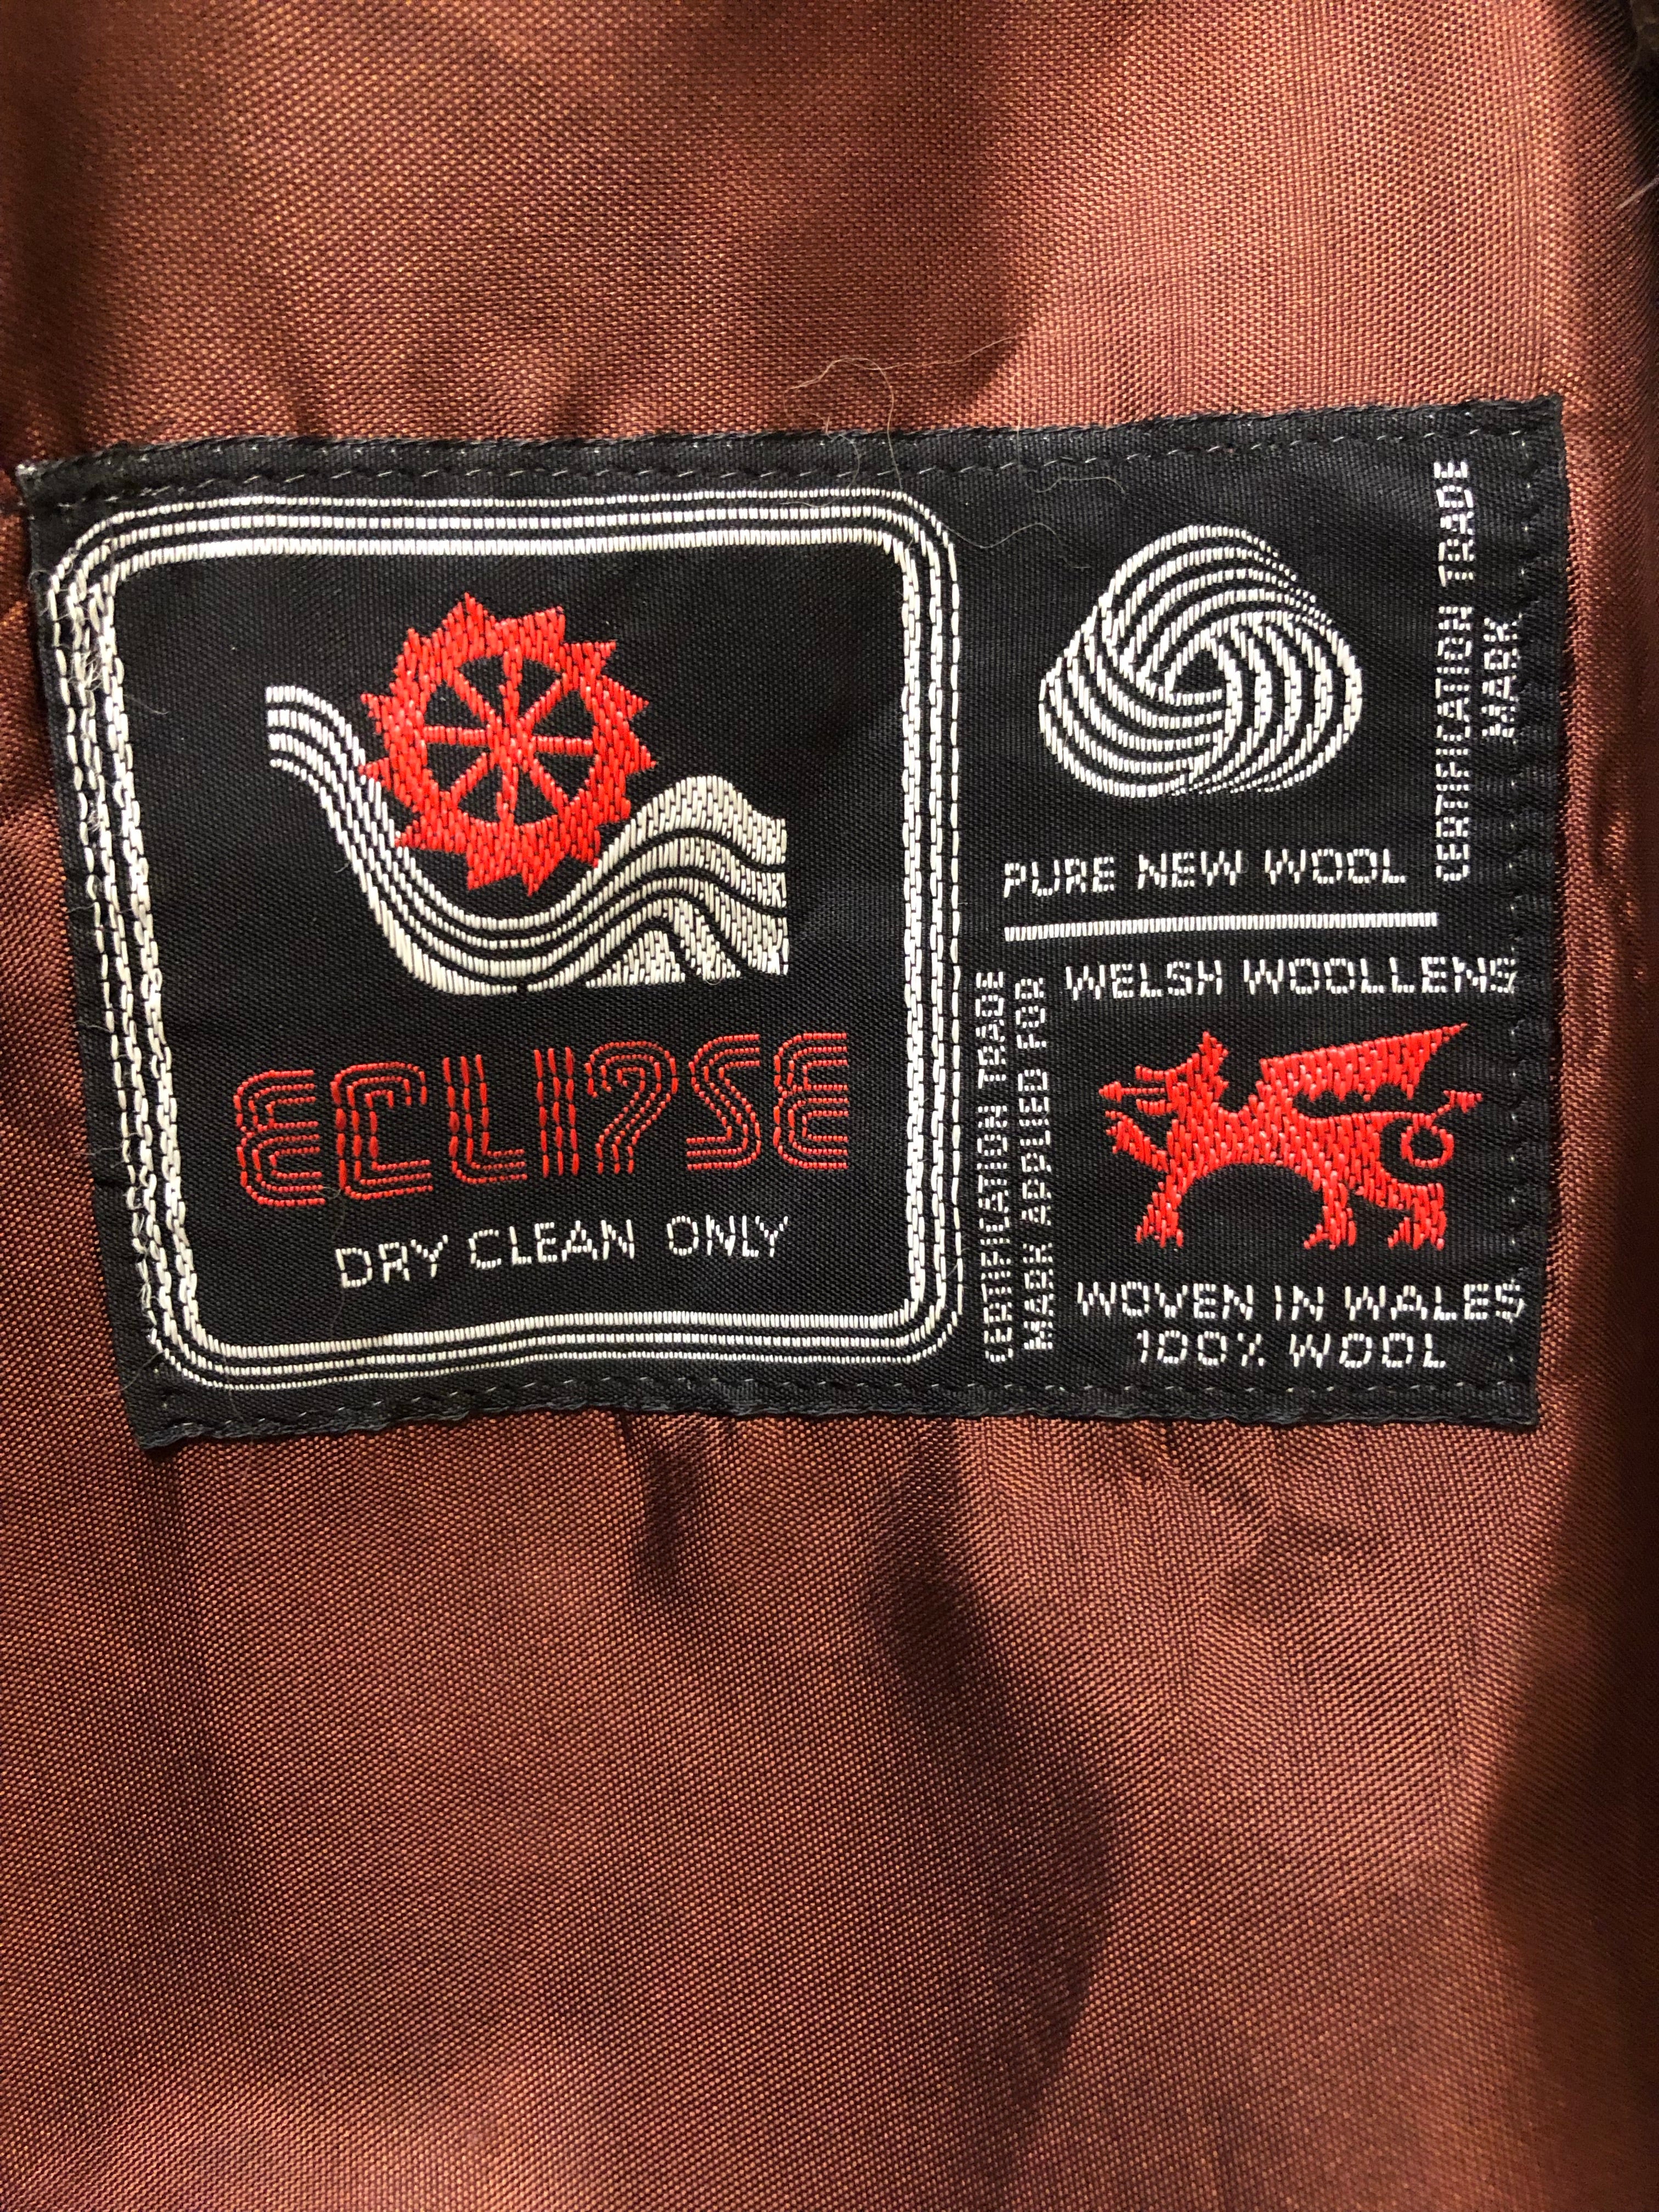 ECLIPSE
DRY CLEAN ONLY
PURE NEW WOOL
CERTIFICATION TRADE
MARK
WELSH WOOLLENS
CERTIFICATION TRADE
MARK APPLIED FOR
WOVEN IN WALES
100% WOOL